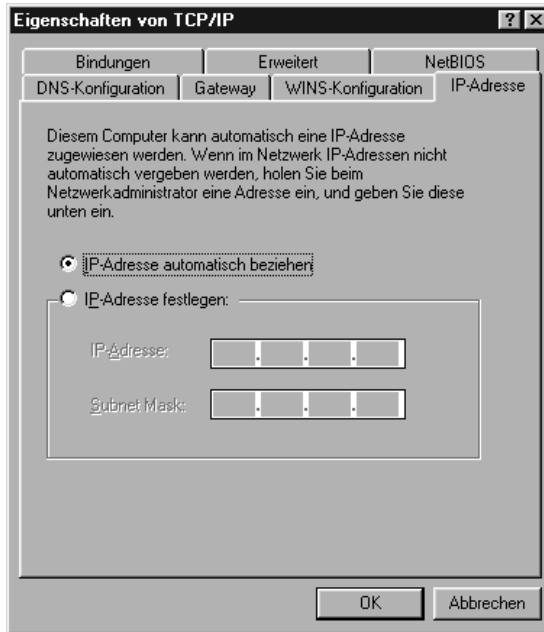 Eigenschaften von TCP/IP
Bindungen Erweitert NetBIOS
DNS-Konfiguration Gateway WINS-Konfiguration IP-Adresse
Diesem Computer kann automatisch eine IP-Adresse
zugewiesen werden. Wenn im Netzwerk IP-Adressen nicht
automatisch vergeben werden, holen Sie beim
Netzwerkadministrator eine Adresse ein, und geben Sie diese
unten ein.
IP-Adresse automatisch beziehen
IP-Adresse festlegen:
IP-Adresse:
Subnet Mask:
OK Abbrechen